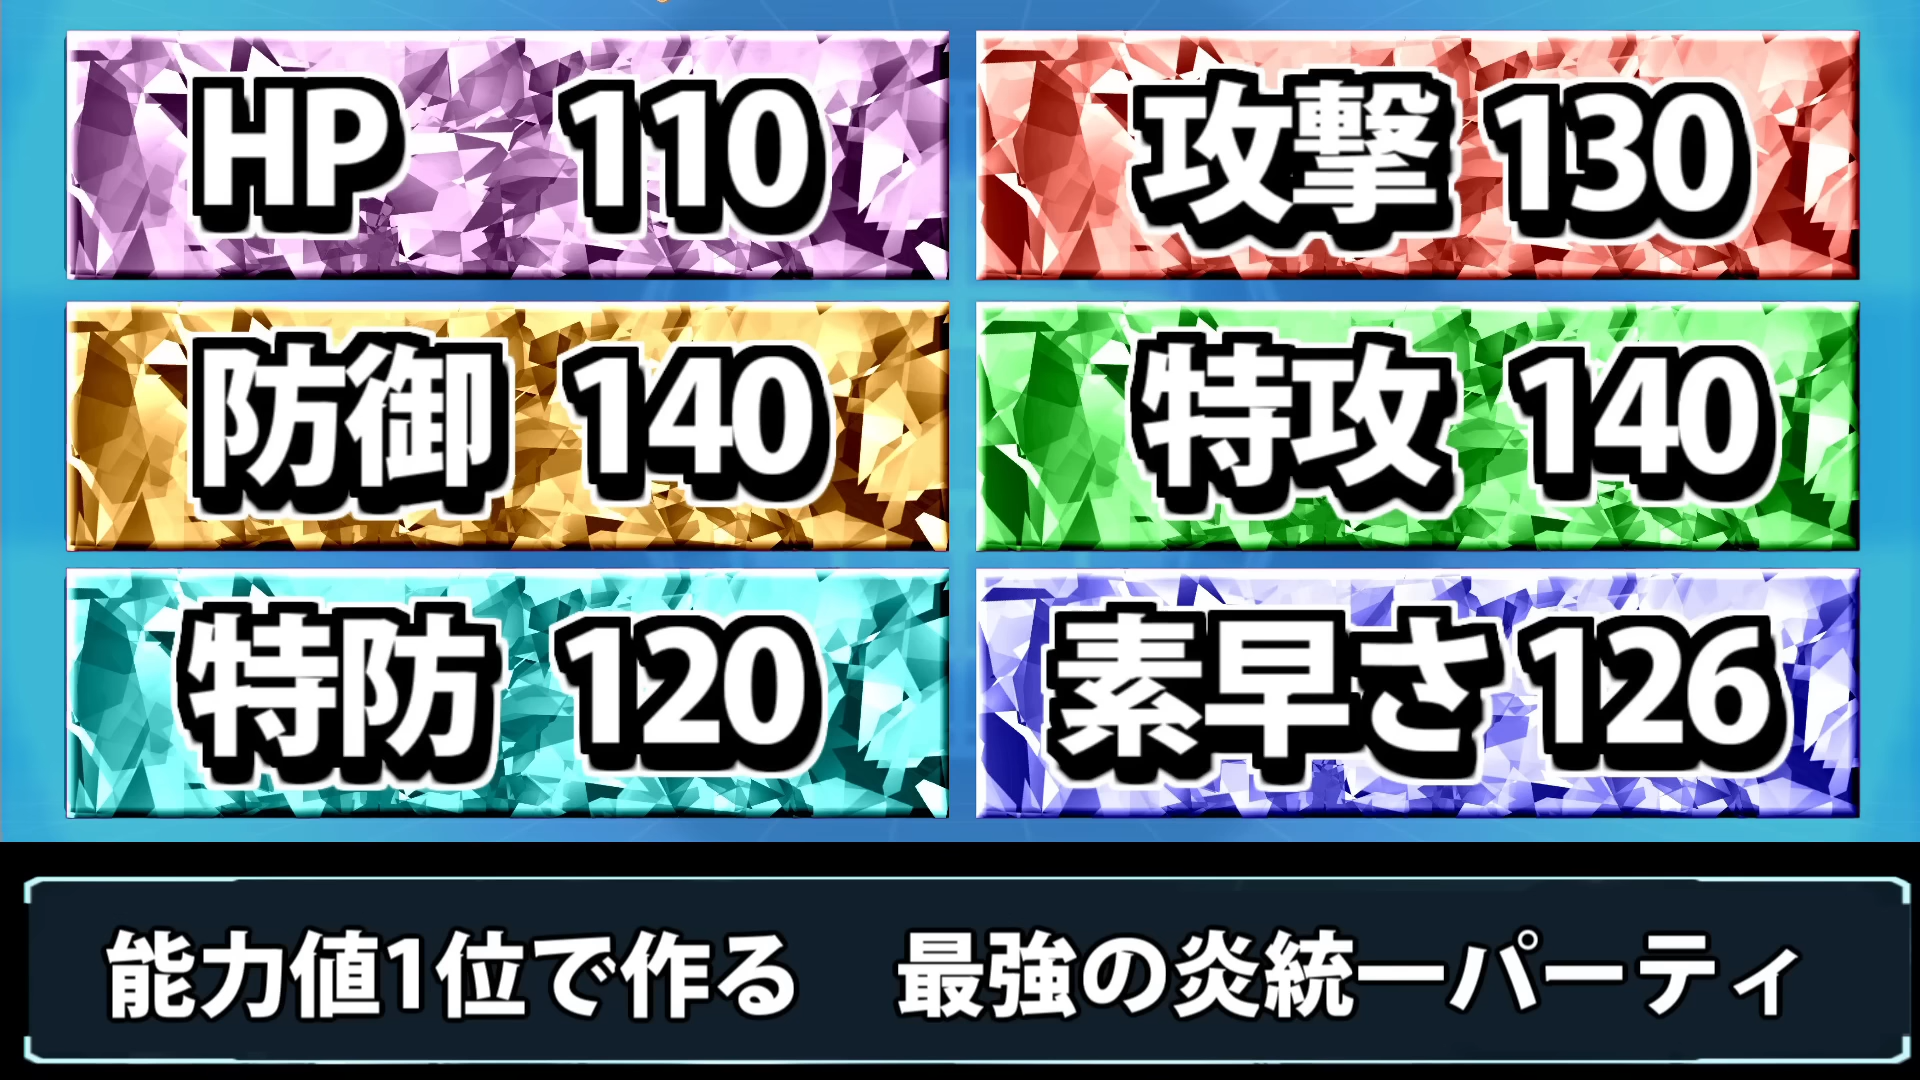 HP 110
攻撃 130
防御 140
特攻 140
特防 120
素早さ 126
能力値1位で作る　最強の炎統一パーティ